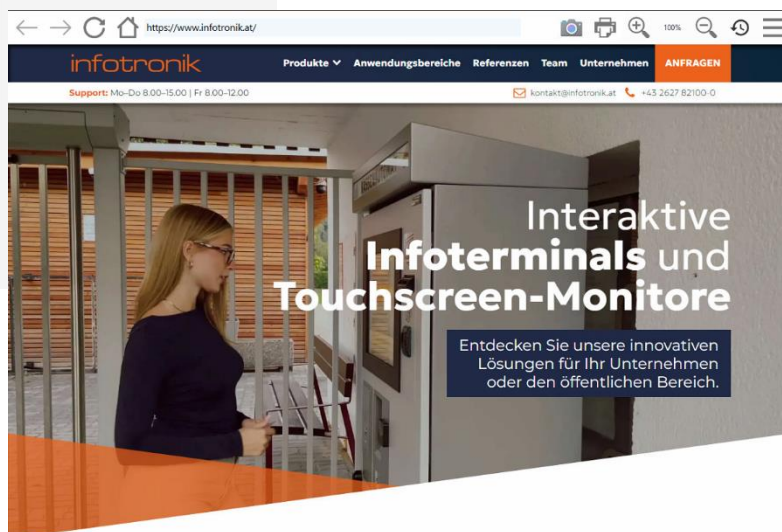 https://www.infotronik.at/
100%
infotronik
Produkte Anwendungsbereiche Referenzen Team Unternehmen ANFRAGEN
Support: Mo–Do 8.00–15.00 | Fr 8.00–12.00
kontakt@infotronik.at +43 2627 82100-0
Interaktive
Infoterminals und
Touchscreen-Monitore
Entdecken Sie unsere innovativen
Lösungen für Ihr Unternehmen
oder den öffentlichen Bereich.